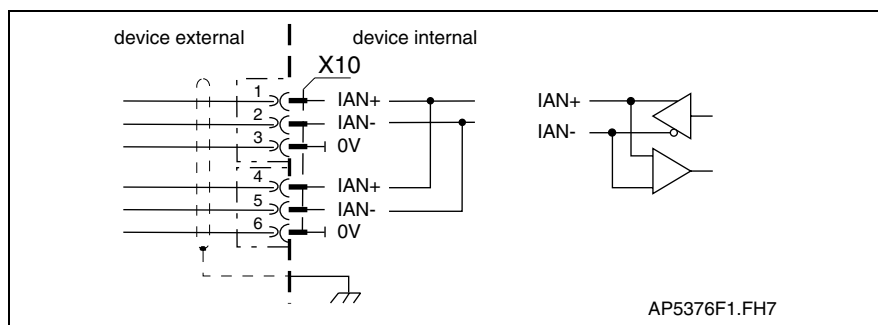 device external
device internal
X10
1 IAN+
2 IAN-
3 0V
4 IAN+
5 IAN-
6 0V
IAN+
IAN-
AP5376F1.FH7